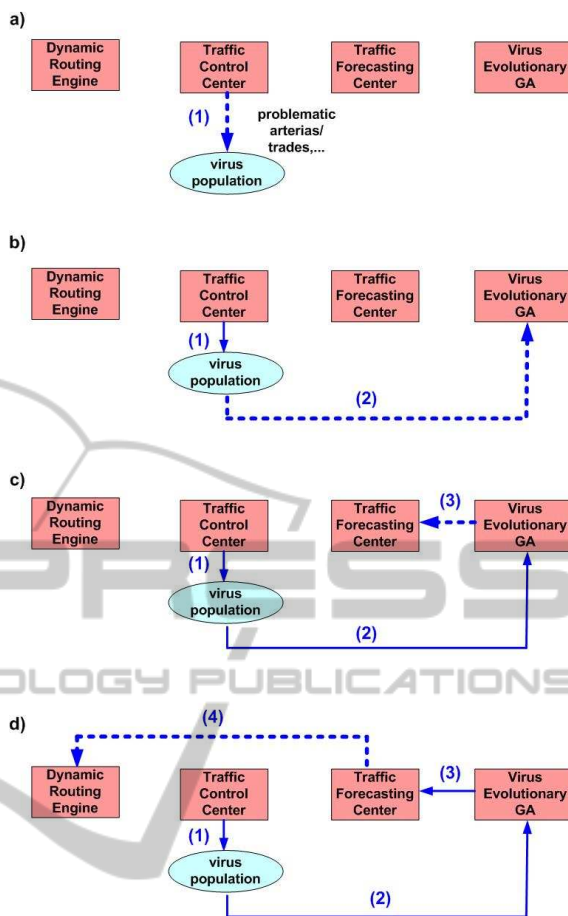 a)
Dynamic
Routing
Engine
Traffic
Control
Center
Traffic
Forecasting
Center
Virus
Evolutionary
GA
(1)
problematic
arterias/
trades,...
virus
population
b)
Dynamic
Routing
Engine
Traffic
Control
Center
Traffic
Forecasting
Center
Virus
Evolutionary
GA
(1)
virus
population
(2)
c)
Dynamic
Routing
Engine
Traffic
Control
Center
Traffic
Forecasting
Center
(3)
Virus
Evolutionary
GA
(1)
virus
population
(2)
PRESS
OLOGY PUBLICATIONS
d)
(4)
Dynamic
Routing
Engine
Traffic
Control
Center
Traffic
Forecasting
Center
(3)
Virus
Evolutionary
GA
(1)
virus
population
(2)